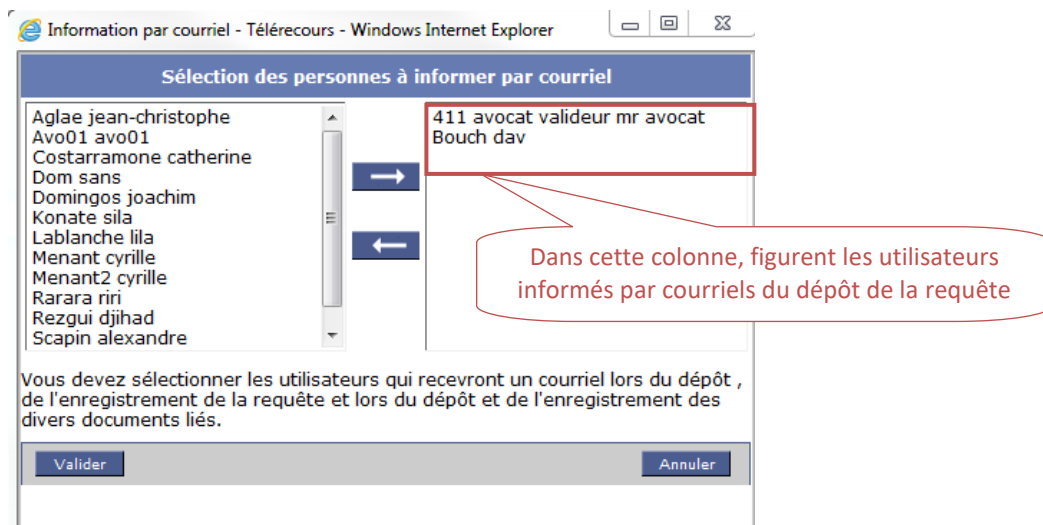 Information par courriel - Télérecours - Windows Internet Explorer
Sélection des personnes à informer par courriel
Aglae jean-christophe
Avo01 avo01
Costarramone catherine
Dom sans
Domingos joachim
Konate sila
Lablanche lila
Menant cyrille
Menant2 cyrille
Rarara riri
Rezgui djihad
Scapin alexandre
411 avocat valideur mr avocat
Bouch dav
Dans cette colonne, figurent les utilisateurs
informés par courriels du dépôt de la requête
Vous devez sélectionner les utilisateurs qui recevront un courriel lors du dépôt ,
de l'enregistrement de la requête et lors du dépôt et de l'enregistrement des
divers documents liés.
Valider
Annuler